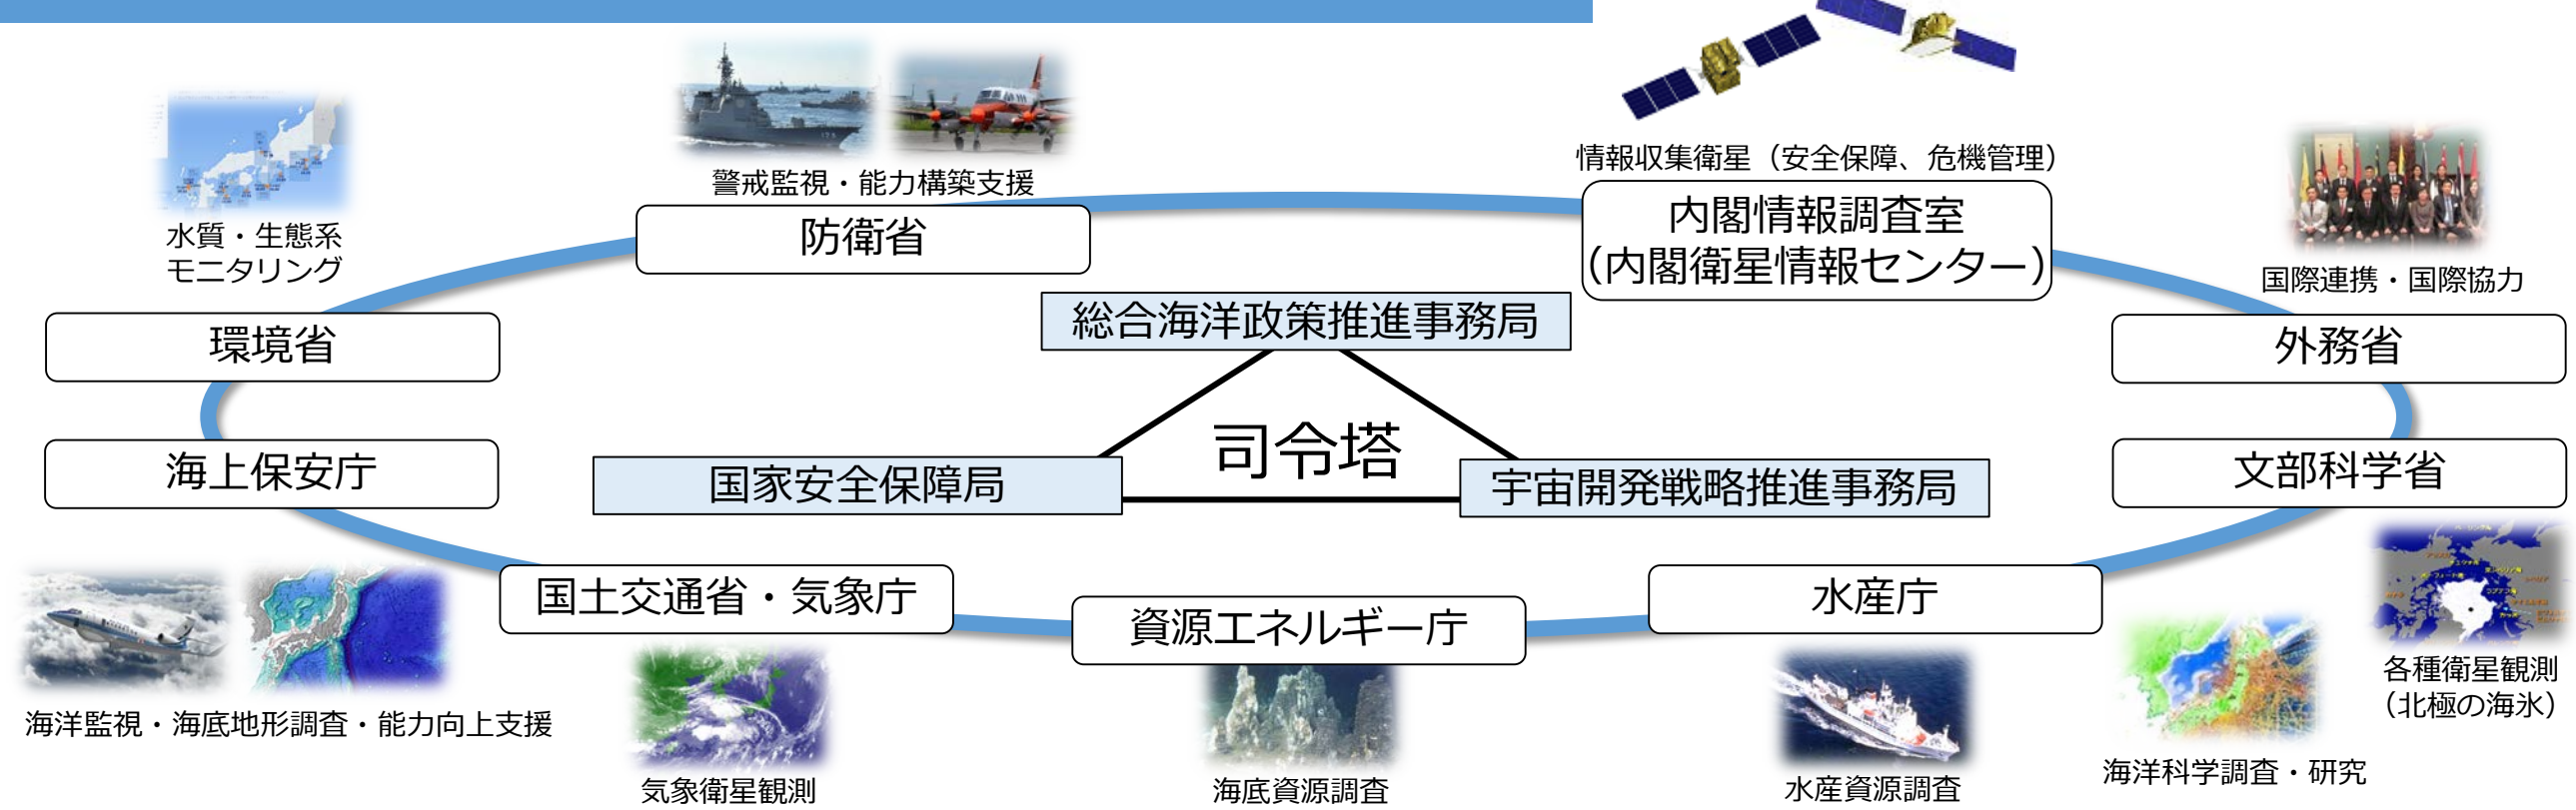 情報収集衛星（安全保障、危機管理）
警戒監視・能力構築支援
防衛省
内閣情報調査室
（内閣衛星情報センター）
水質・生態系
モニタリング
国際連携・国際協力
環境省
総合海洋政策推進事務局
外務省
司令塔
海上保安庁
国家安全保障局
宇宙開発戦略推進事務局
文部科学省
国土交通省・気象庁
資源エネルギー庁
水産庁
海洋監視・海底地形調査・能力向上支援
気象衛星観測
海底資源調査
水産資源調査
海洋科学調査・研究
各種衛星観測
（北極の海氷）